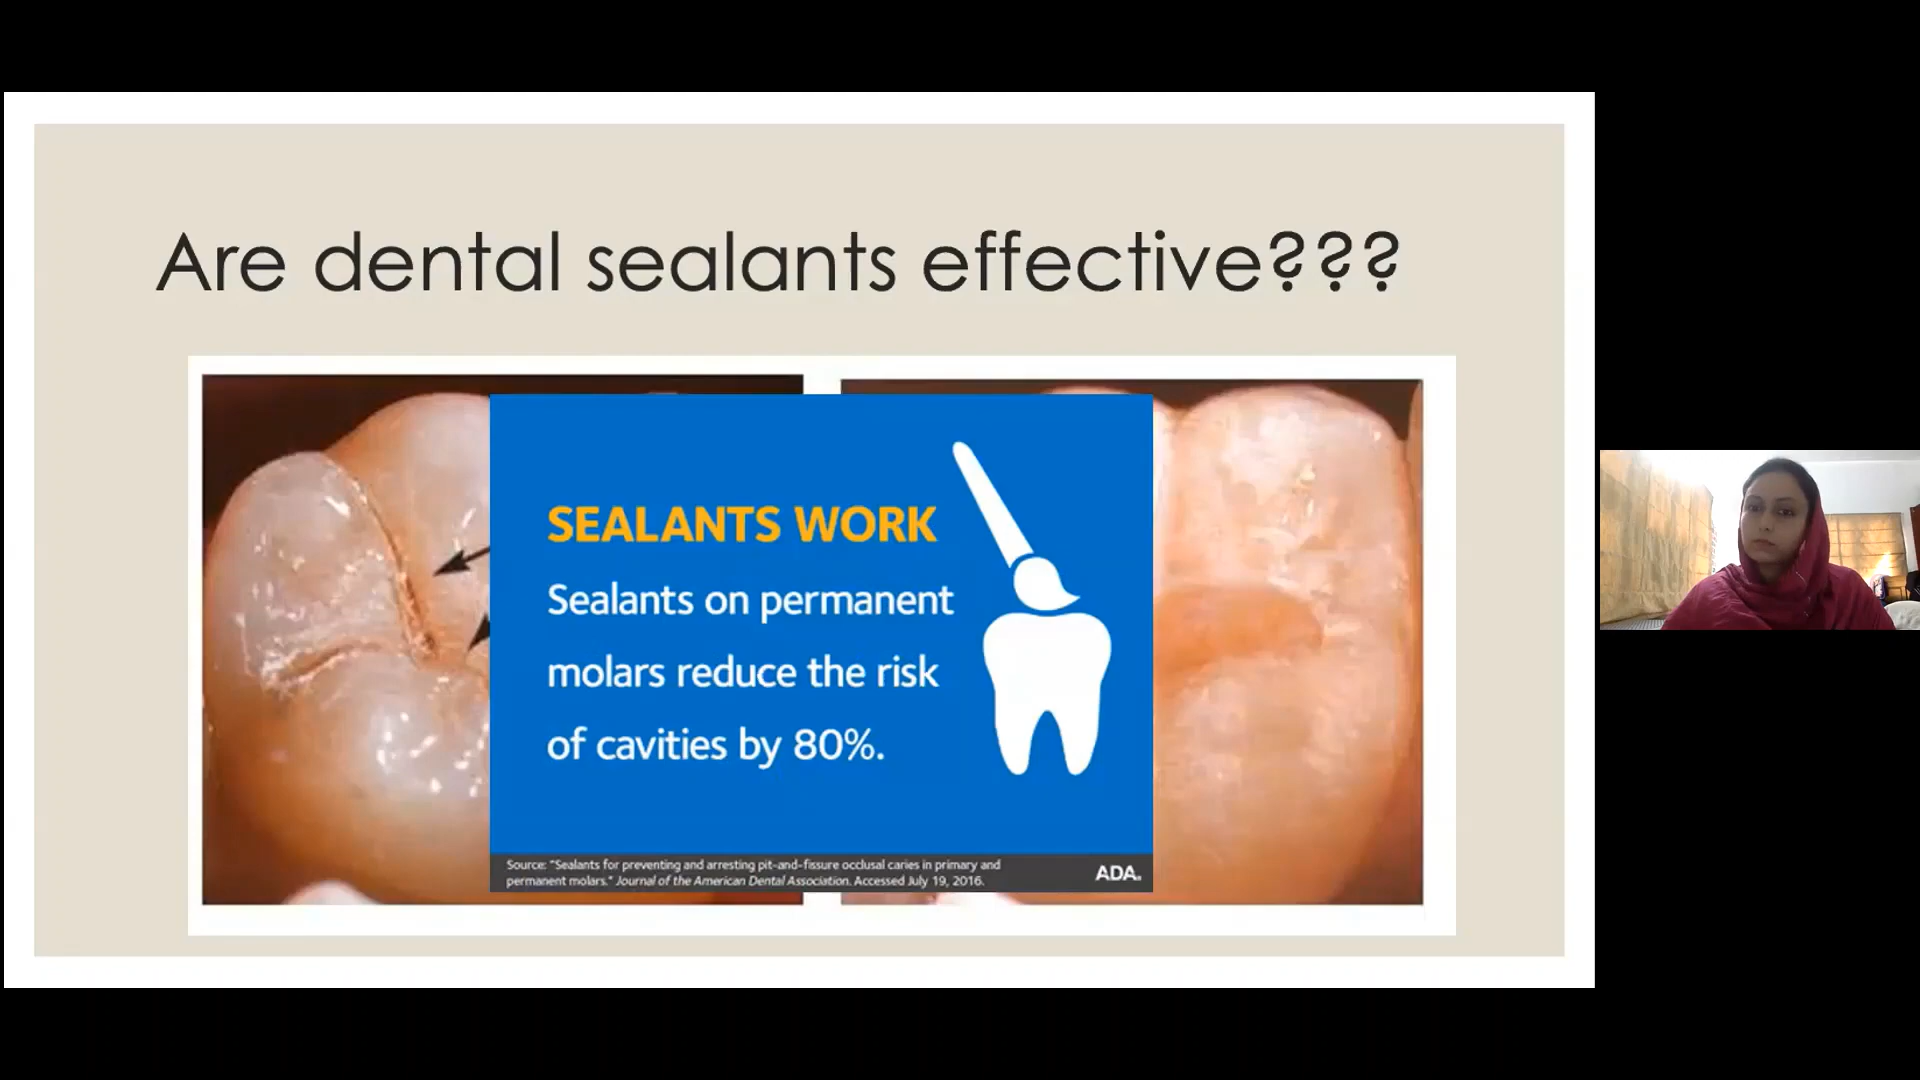 Are dental sealants effective???
SEALANTS WORK
Sealants on permanent
molars reduce the risk
of cavities by 80%.
Source: "Sealants for preventing and arresting pit-and-fissure occlusal caries in primary and
permanent molars." Journal of the American Dental Association. Accessed July 19, 2016.
ADA.